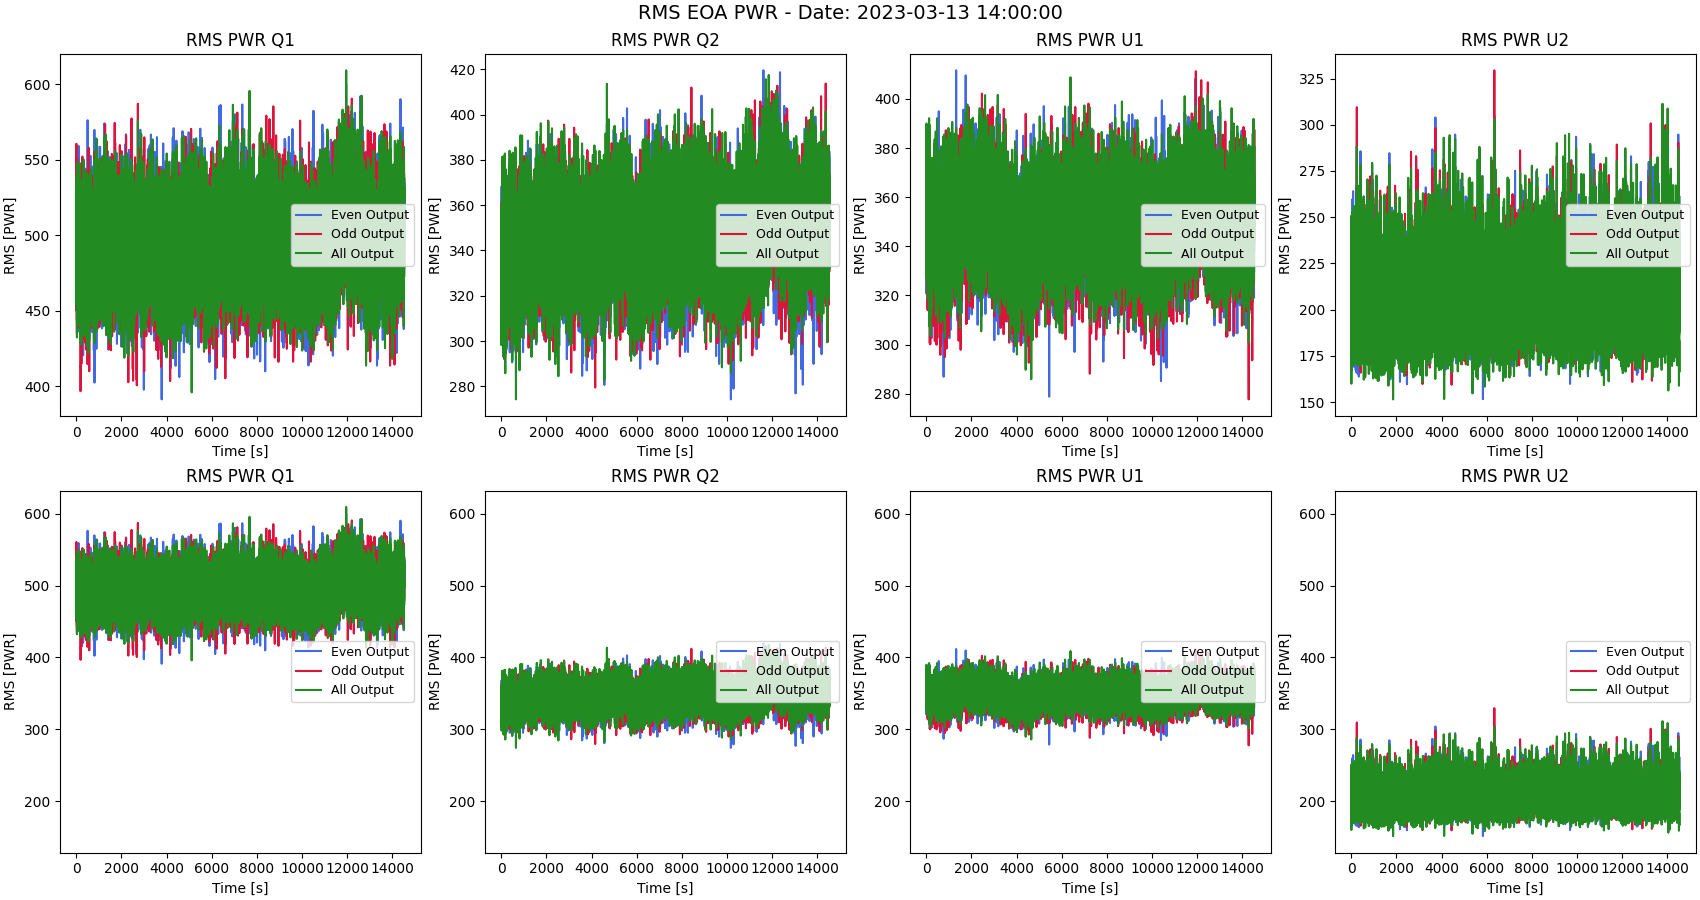 RMS EOA PWR - Date: 2023-03-13 14:00:00
RMS PWR Q1
RMS [PWR]
600
550
500
450
400
Even Output
Odd Output
All Output
0 2000 4000 6000 8000 10000 12000 14000
Time [s]
RMS PWR Q2
RMS [PWR]
420
400
380
360
340
320
300
280
Even Output
Odd Output
All Output
0 2000 4000 6000 8000 10000 12000 14000
Time [s]
RMS PWR U1
RMS [PWR]
400
380
360
340
320
300
280
Even Output
Odd Output
All Output
0 2000 4000 6000 8000 10000 12000 14000
Time [s]
RMS PWR U2
RMS [PWR]
325
300
275
250
225
200
175
150
Even Output
Odd Output
All Output
0 2000 4000 6000 8000 10000 12000 14000
Time [s]
RMS PWR Q1
RMS [PWR]
600
500
400
300
200
Even Output
Odd Output
All Output
0 2000 4000 6000 8000 10000 12000 14000
Time [s]
RMS PWR Q2
RMS [PWR]
600
500
400
300
200
Even Output
Odd Output
All Output
0 2000 4000 6000 8000 10000 12000 14000
Time [s]
RMS PWR U1
RMS [PWR]
600
500
400
300
200
Even Output
Odd Output
All Output
0 2000 4000 6000 8000 10000 12000 14000
Time [s]
RMS PWR U2
RMS [PWR]
600
500
400
300
200
Even Output
Odd Output
All Output
0 2000 4000 6000 8000 10000 12000 14000
Time [s]